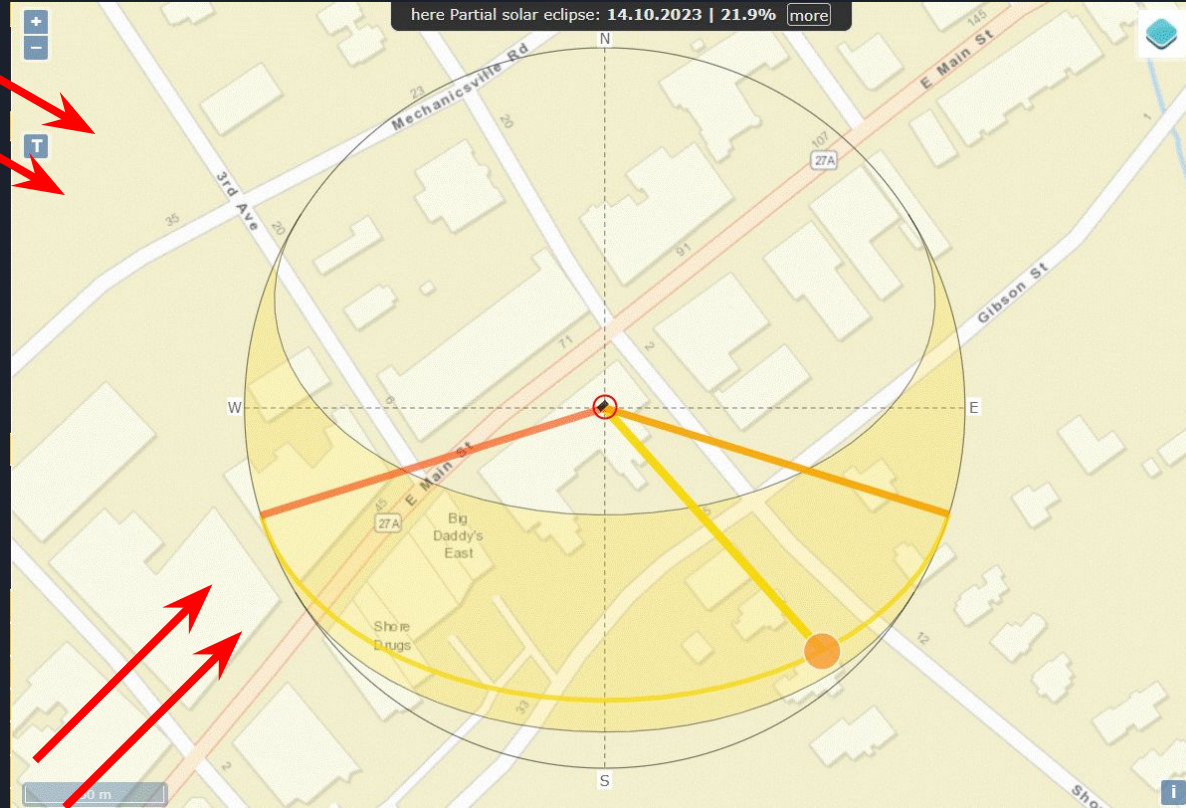 here Partial solar eclipse: 14.10.2023 | 21.9% more
+
−
N
145
E Main St
Mechanicsville Rd
23
20
1
107
T
27A
3rd Ave
35
20
91
Gibson St
71
2
6
W
E
E Main St
45
27A
Big
Daddy's
East
Shore
Drugs
12
33
2
S
Sho
i